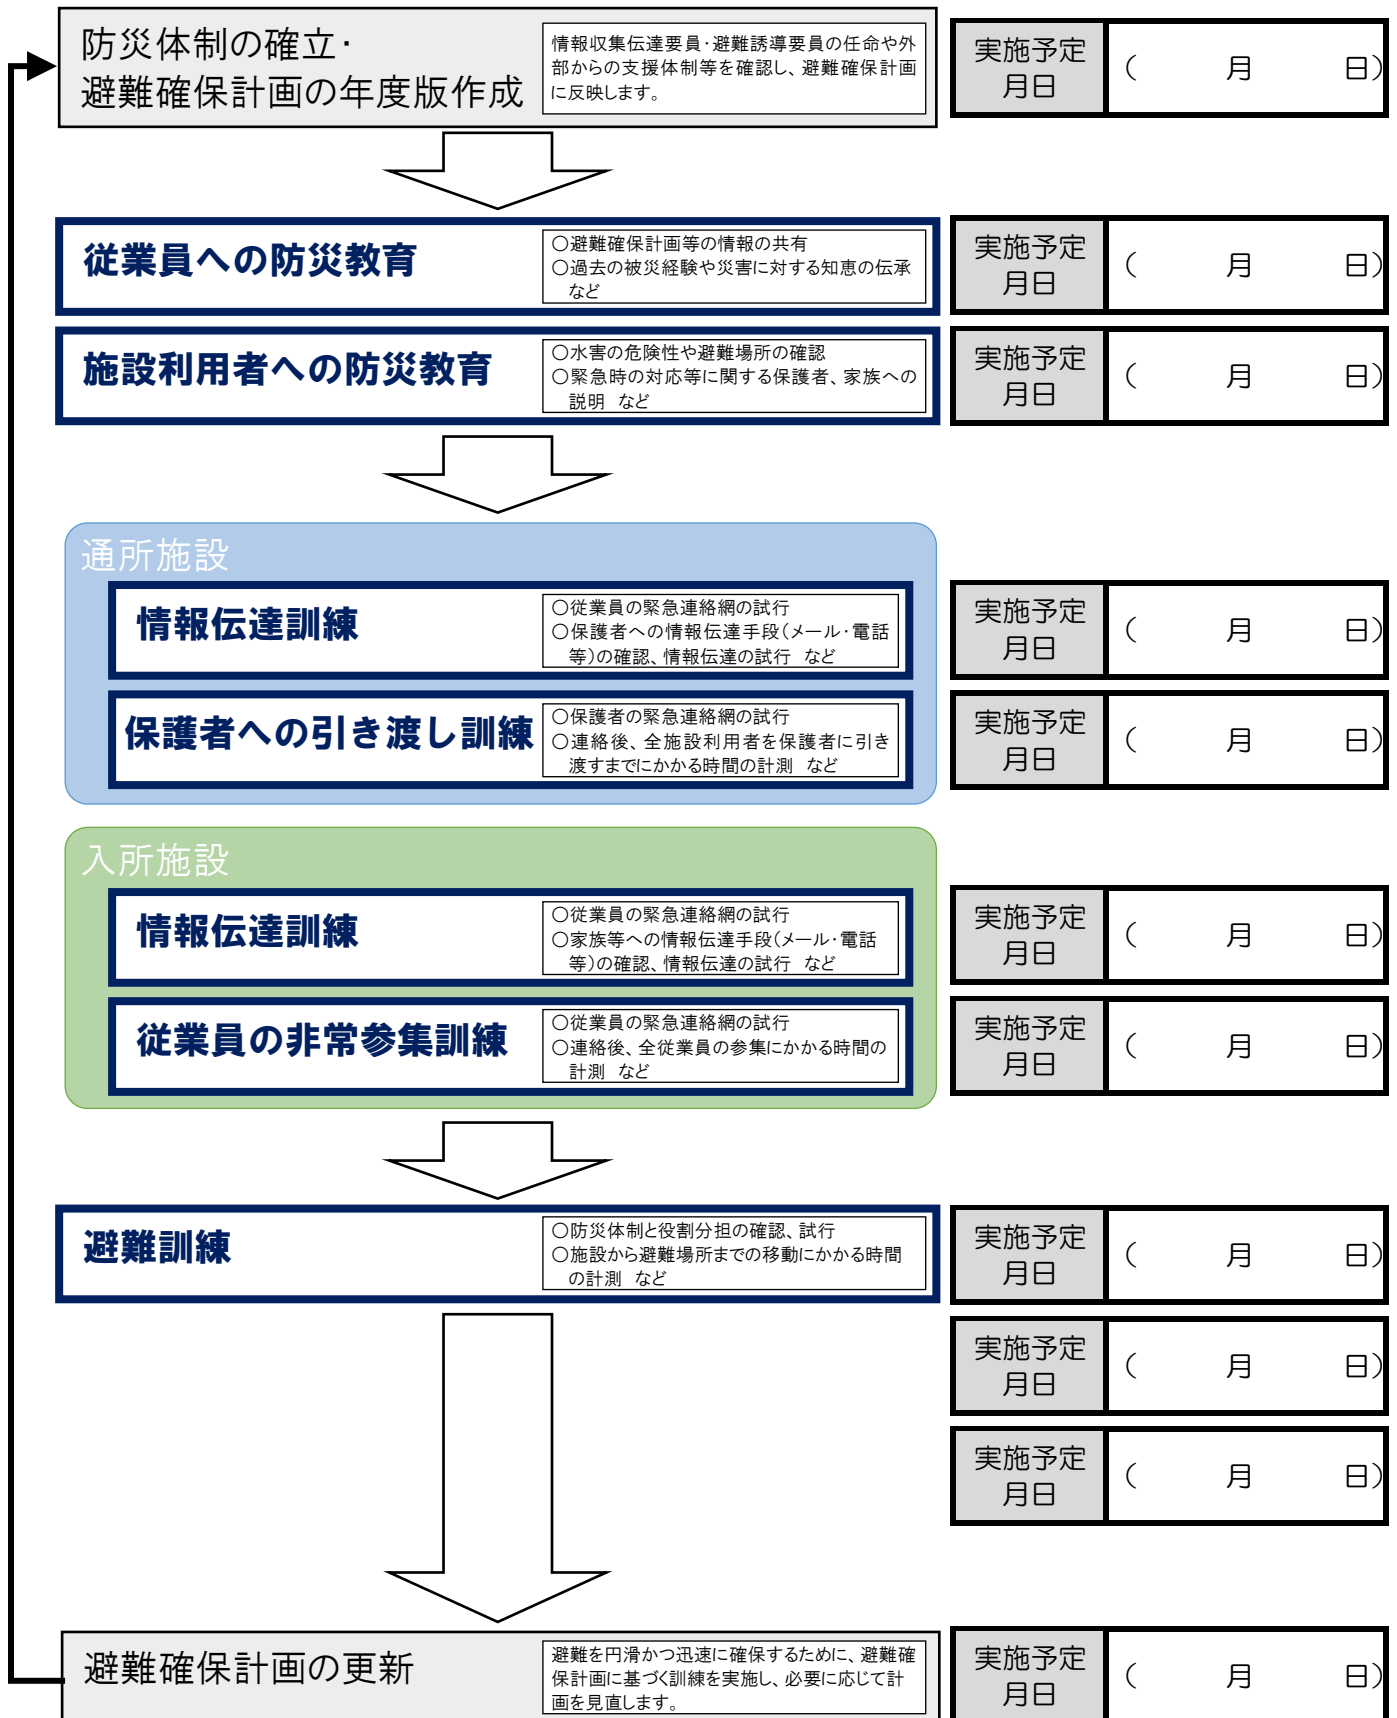 防災体制の確立・
避難確保計画の年度版作成
情報収集伝達要員・避難誘導要員の任命や外
部からの支援体制等を確認し、避難確保計画
に反映します。
実施予定
月日
（　　月　　日）
従業員への防災教育
○避難確保計画等の情報の共有
○過去の被災経験や災害に対する知恵の伝承
など
実施予定
月日
（　　月　　日）
施設利用者への防災教育
○水害の危険性や避難場所の確認
○緊急時の対応等に関する保護者、家族への
説明　など
実施予定
月日
（　　月　　日）
通所施設
情報伝達訓練
○従業員の緊急連絡網の試行
○保護者への情報伝達手段（メール・電話
等）の確認、情報伝達の試行　など
実施予定
月日
（　　月　　日）
保護者への引き渡し訓練
○保護者の緊急連絡網の試行
○連絡後、全施設利用者を保護者に引き
渡すまでにかかる時間の計測　など
実施予定
月日
（　　月　　日）
入所施設
情報伝達訓練
○従業員の緊急連絡網の試行
○家族等への情報伝達手段（メール・電話
等）の確認、情報伝達の試行　など
実施予定
月日
（　　月　　日）
従業員の非常参集訓練
○従業員の緊急連絡網の試行
○連絡後、全従業員の参集にかかる時間の
計測　など
実施予定
月日
（　　月　　日）
避難訓練
○防災体制と役割分担の確認、試行
○施設から避難場所までの移動にかかる時間
の計測　など
実施予定
月日
（　　月　　日）
実施予定
月日
（　　月　　日）
実施予定
月日
（　　月　　日）
避難確保計画の更新
避難を円滑かつ迅速に確保するために、避難確
保計画に基づく訓練を実施し、必要に応じて計
画を見直します。
実施予定
月日
（　　月　　日）